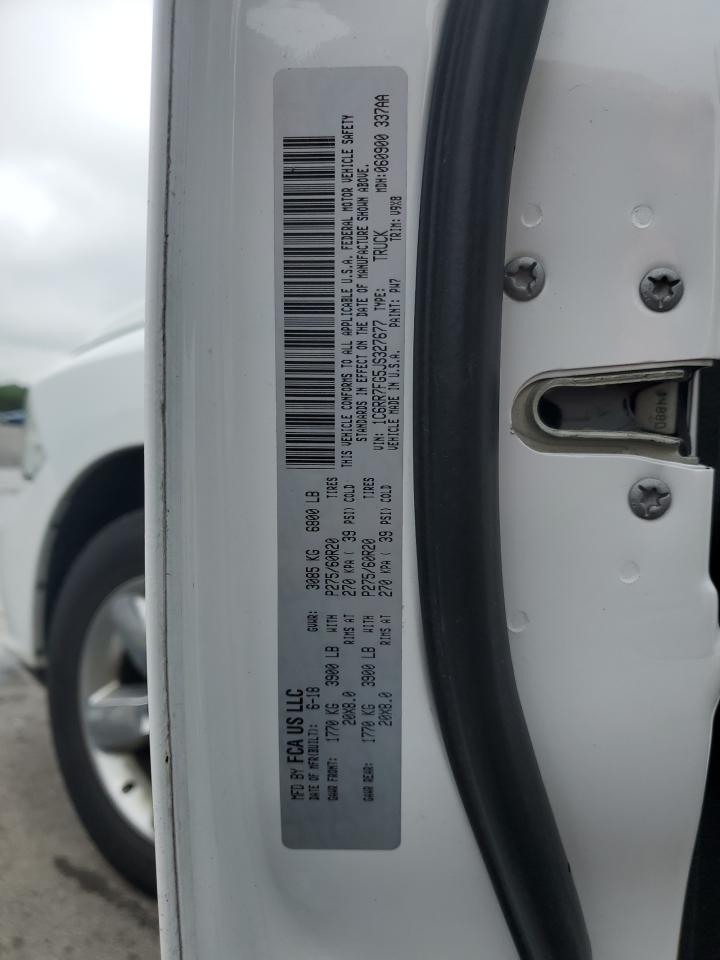 MFD BY FCA US LLC
DATE OF MFR(BUILT): 6-18 GVWR: 3085 KG 6800 LB
GAWR FRONT: 1770 KG 3900 LB WITH P275/60R20 TIRES
20X8.0 RIMS AT 270 KPA ( 39 PSI) COLD
GAWR REAR: 1770 KG 3900 LB WITH P275/60R20 TIRES
20X8.0 RIMS AT 270 KPA ( 39 PSI) COLD
THIS VEHICLE CONFORMS TO ALL APPLICABLE U.S.A. FEDERAL MOTOR VEHICLE SAFETY
STANDARDS IN EFFECT ON THE DATE OF MANUFACTURE SHOWN ABOVE.
VIN: 1C6RR7FG5JS327677 TYPE: TRUCK MDH:060900 337AA
VEHICLE MADE IN U.S.A. PAINT: PW7 TRIM: V9X8